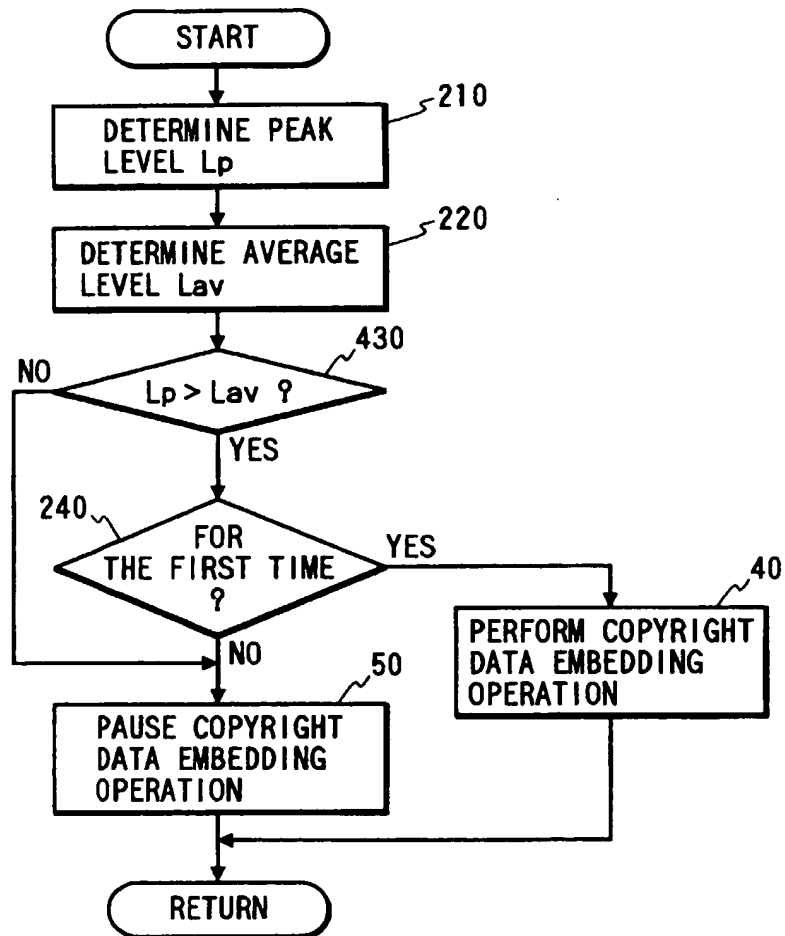 START
210
DETERMINE PEAK
LEVEL Lp
220
DETERMINE AVERAGE
LEVEL Lav
430
NO
Lp > Lav ?
YES
240
FOR
THE FIRST TIME
?
YES
40
NO
PERFORM COPYRIGHT
DATA EMBEDDING
OPERATION
50
PAUSE COPYRIGHT
DATA EMBEDDING
OPERATION
RETURN